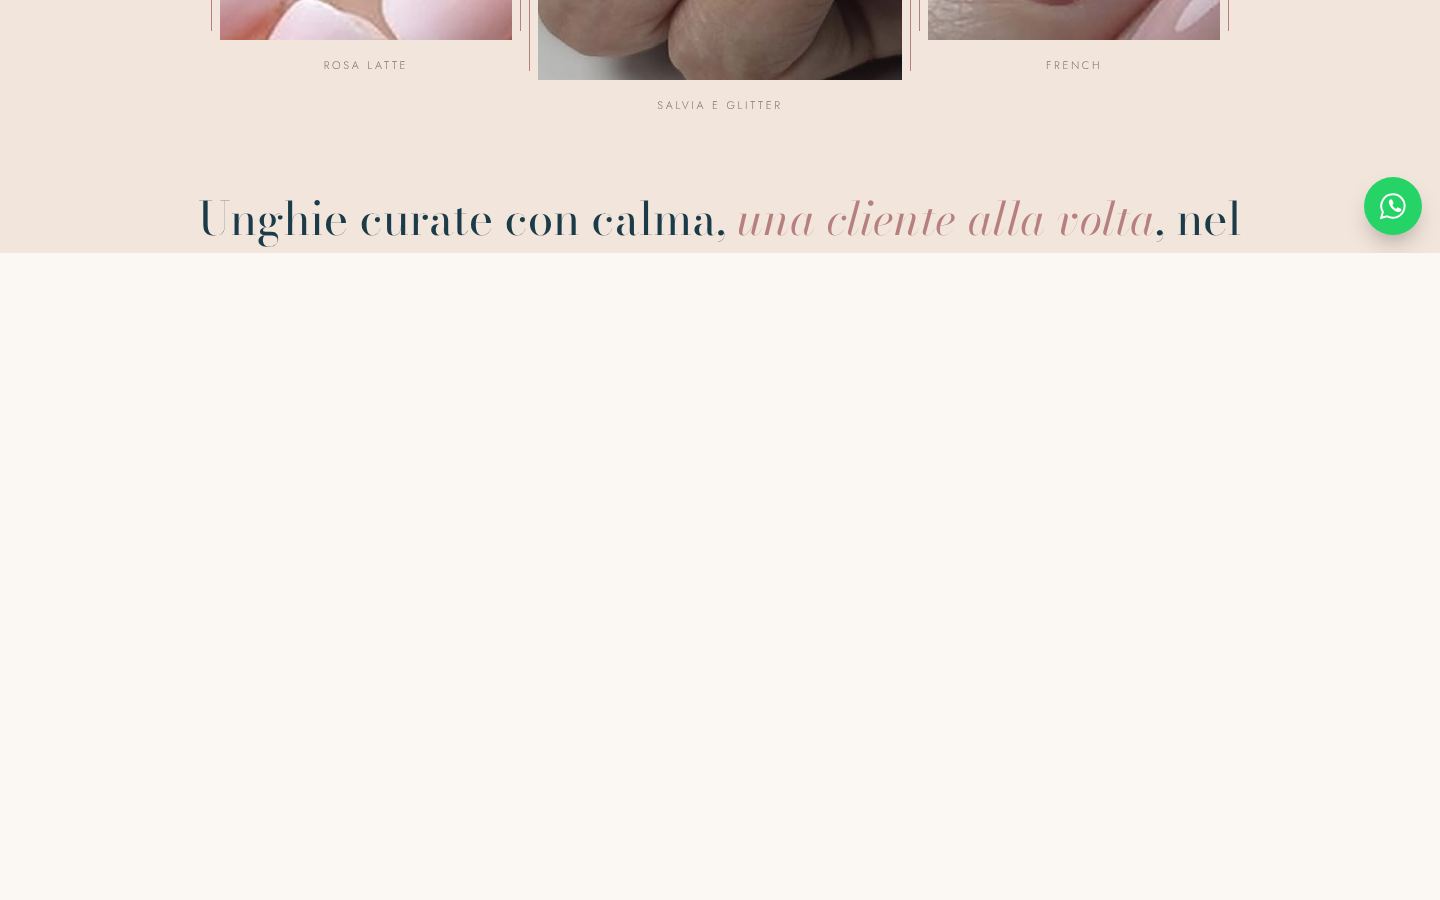 ROSA LATTE
FRENCH
SALVIA E GLITTER
Unghie curate con calma, una cliente alla volta, nel